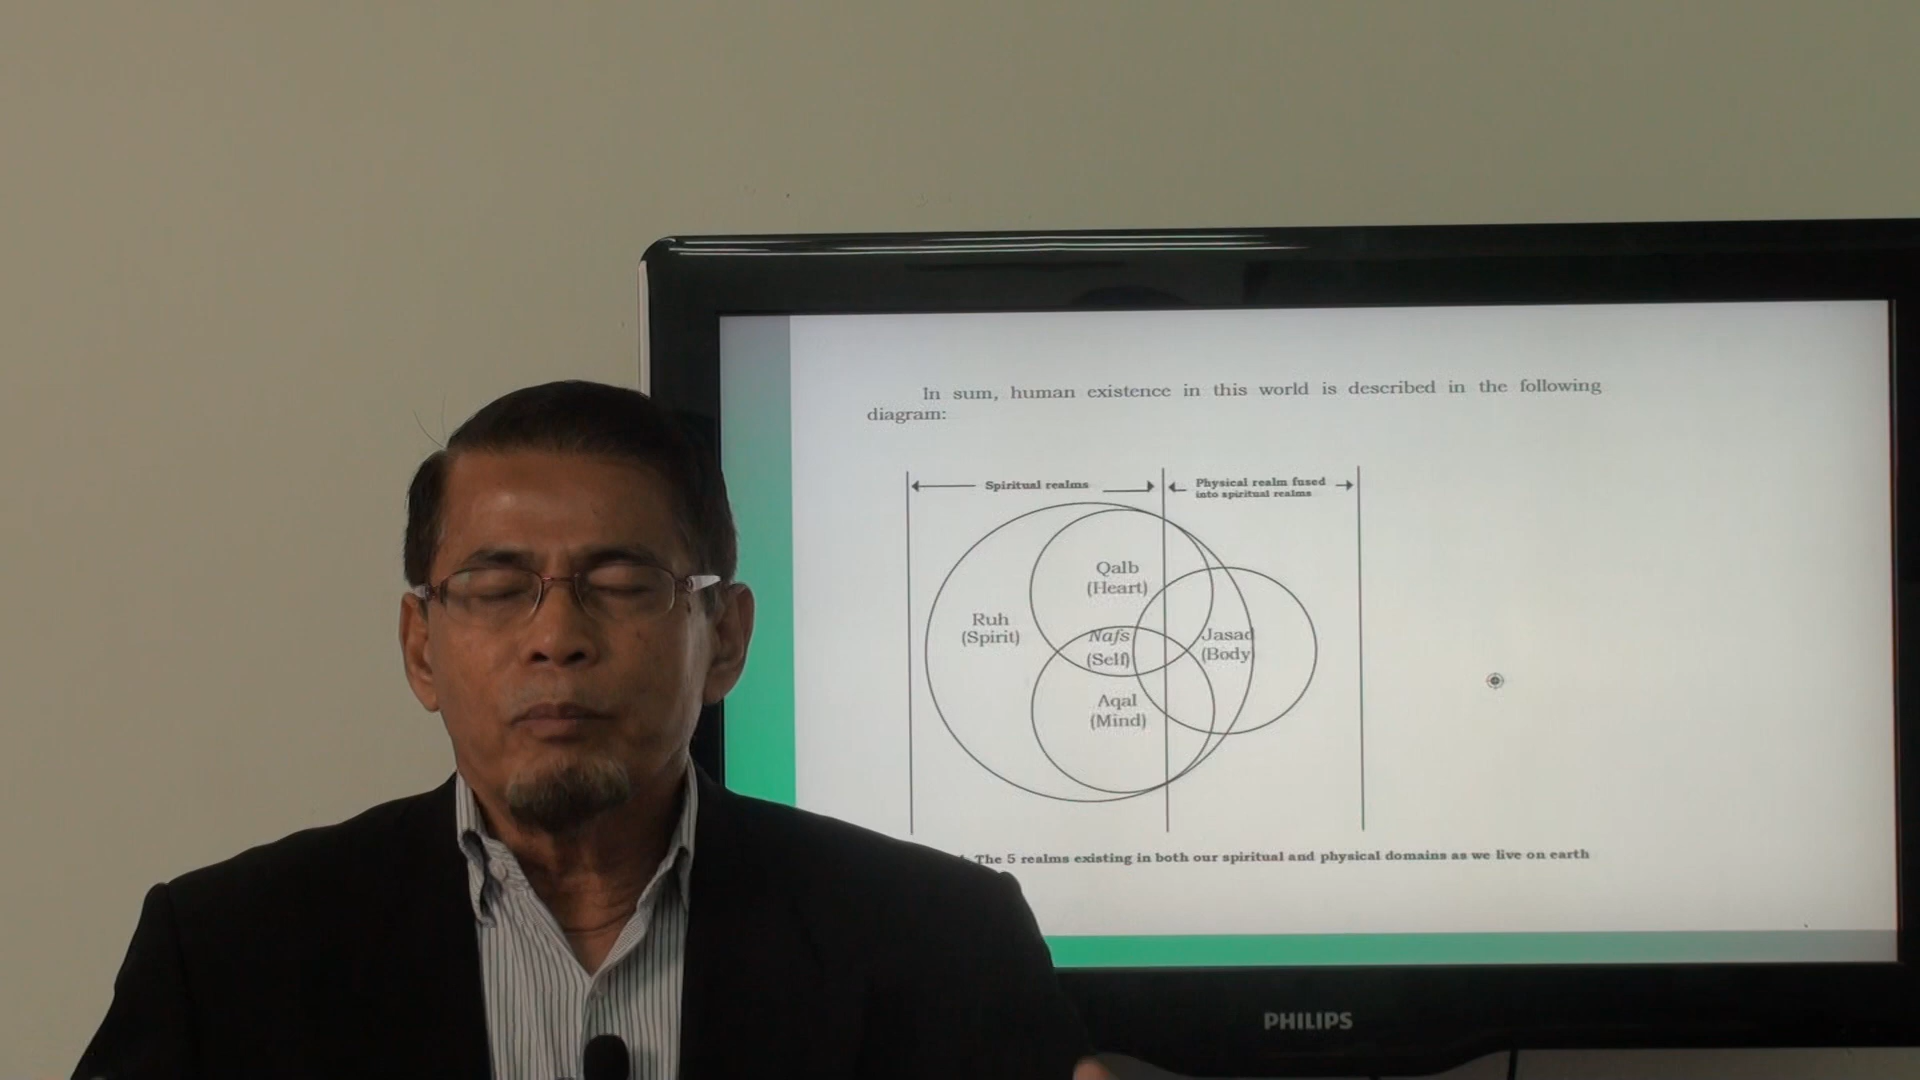 In sum, human existence in this world is described in the following
diagram:
Spiritual realms
Physical realm fused
into spiritual realms
Qalb
(Heart)
Ruh
(Spirit)
Nafs
(Self)
Jasad
(Body)
Aqal
(Mind)
The 5 realms existing in both our spiritual and physical domains as we live on earth
PHILIPS